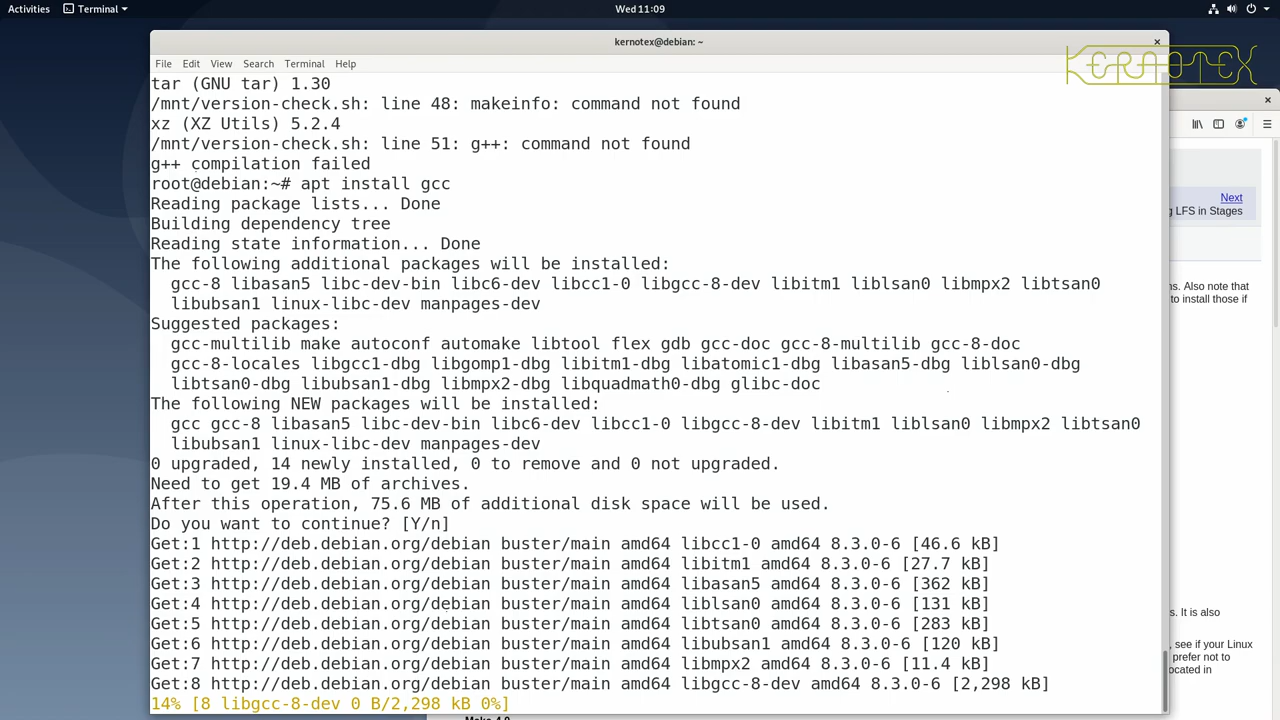 Activities Terminal Wed 11:09
kernotex@debian: ~
KERNOTEX
File Edit View Search Terminal Help
tar (GNU tar) 1.30
/mnt/version-check.sh: line 48: makeinfo: command not found
xz (XZ Utils) 5.2.4
/mnt/version-check.sh: line 51: g++: command not found
g++ compilation failed
root@debian:~# apt install gcc
Reading package lists... Done
Building dependency tree
Reading state information... Done
The following additional packages will be installed:
gcc-8 libasan5 libc-dev-bin libc6-dev libcc1-0 libgcc-8-dev libitm1 liblsan0 libmpx2 libtsan0
libubsan1 linux-libc-dev manpages-dev
Suggested packages:
gcc-multilib make autoconf automake libtool flex gdb gcc-doc gcc-8-multilib gcc-8-doc
gcc-8-locales libgcc1-dbg libgomp1-dbg libitm1-dbg libatomic1-dbg libasan5-dbg liblsan0-dbg
libtsan0-dbg libubsan1-dbg libmpx2-dbg libquadmath0-dbg glibc-doc
The following NEW packages will be installed:
gcc gcc-8 libasan5 libc-dev-bin libc6-dev libcc1-0 libgcc-8-dev libitm1 liblsan0 libmpx2 libtsan0
libubsan1 linux-libc-dev manpages-dev
0 upgraded, 14 newly installed, 0 to remove and 0 not upgraded.
Need to get 19.4 MB of archives.
After this operation, 75.6 MB of additional disk space will be used.
Do you want to continue? [Y/n]
Get:1 http://deb.debian.org/debian buster/main amd64 libcc1-0 amd64 8.3.0-6 [46.6 kB]
Get:2 http://deb.debian.org/debian buster/main amd64 libitm1 amd64 8.3.0-6 [27.7 kB]
Get:3 http://deb.debian.org/debian buster/main amd64 libasan5 amd64 8.3.0-6 [362 kB]
Get:4 http://deb.debian.org/debian buster/main amd64 liblsan0 amd64 8.3.0-6 [131 kB]
Get:5 http://deb.debian.org/debian buster/main amd64 libtsan0 amd64 8.3.0-6 [283 kB]
Get:6 http://deb.debian.org/debian buster/main amd64 libubsan1 amd64 8.3.0-6 [120 kB]
Get:7 http://deb.debian.org/debian buster/main amd64 libmpx2 amd64 8.3.0-6 [11.4 kB]
Get:8 http://deb.debian.org/debian buster/main amd64 libgcc-8-dev amd64 8.3.0-6 [2,298 kB]
14% [8 libgcc-8-dev 0 B/2,298 kB 0%]
Next
LFS in Stages
Also note that
to install those if
It is also
see if your Linux
prefer not to